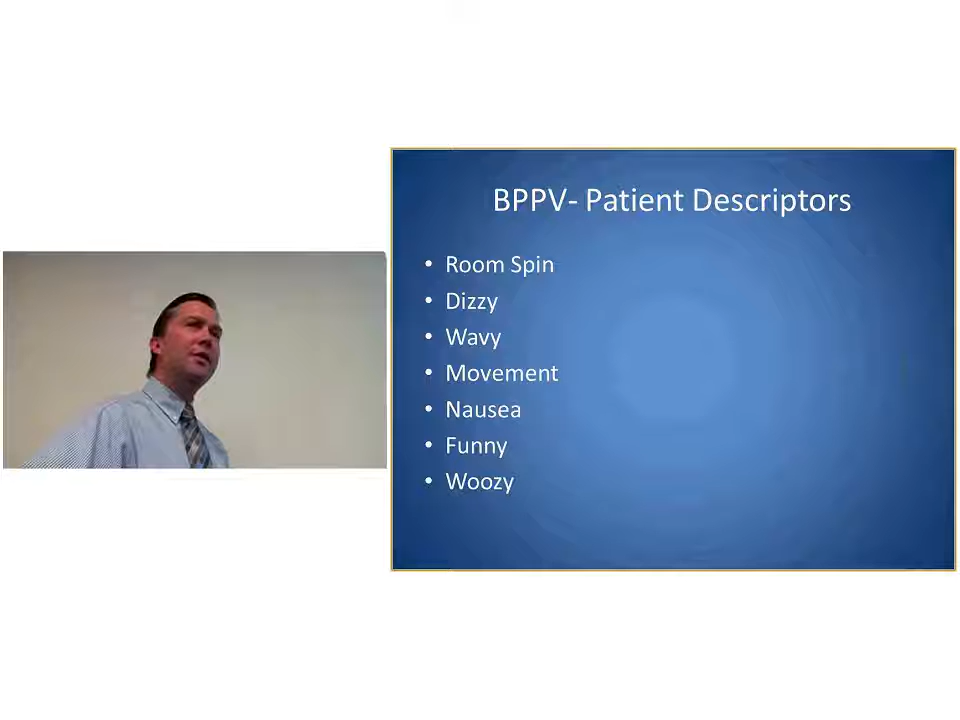 BPPV- Patient Descriptors
• Room Spin
• Dizzy
• Wavy
• Movement
• Nausea
• Funny
• Woozy